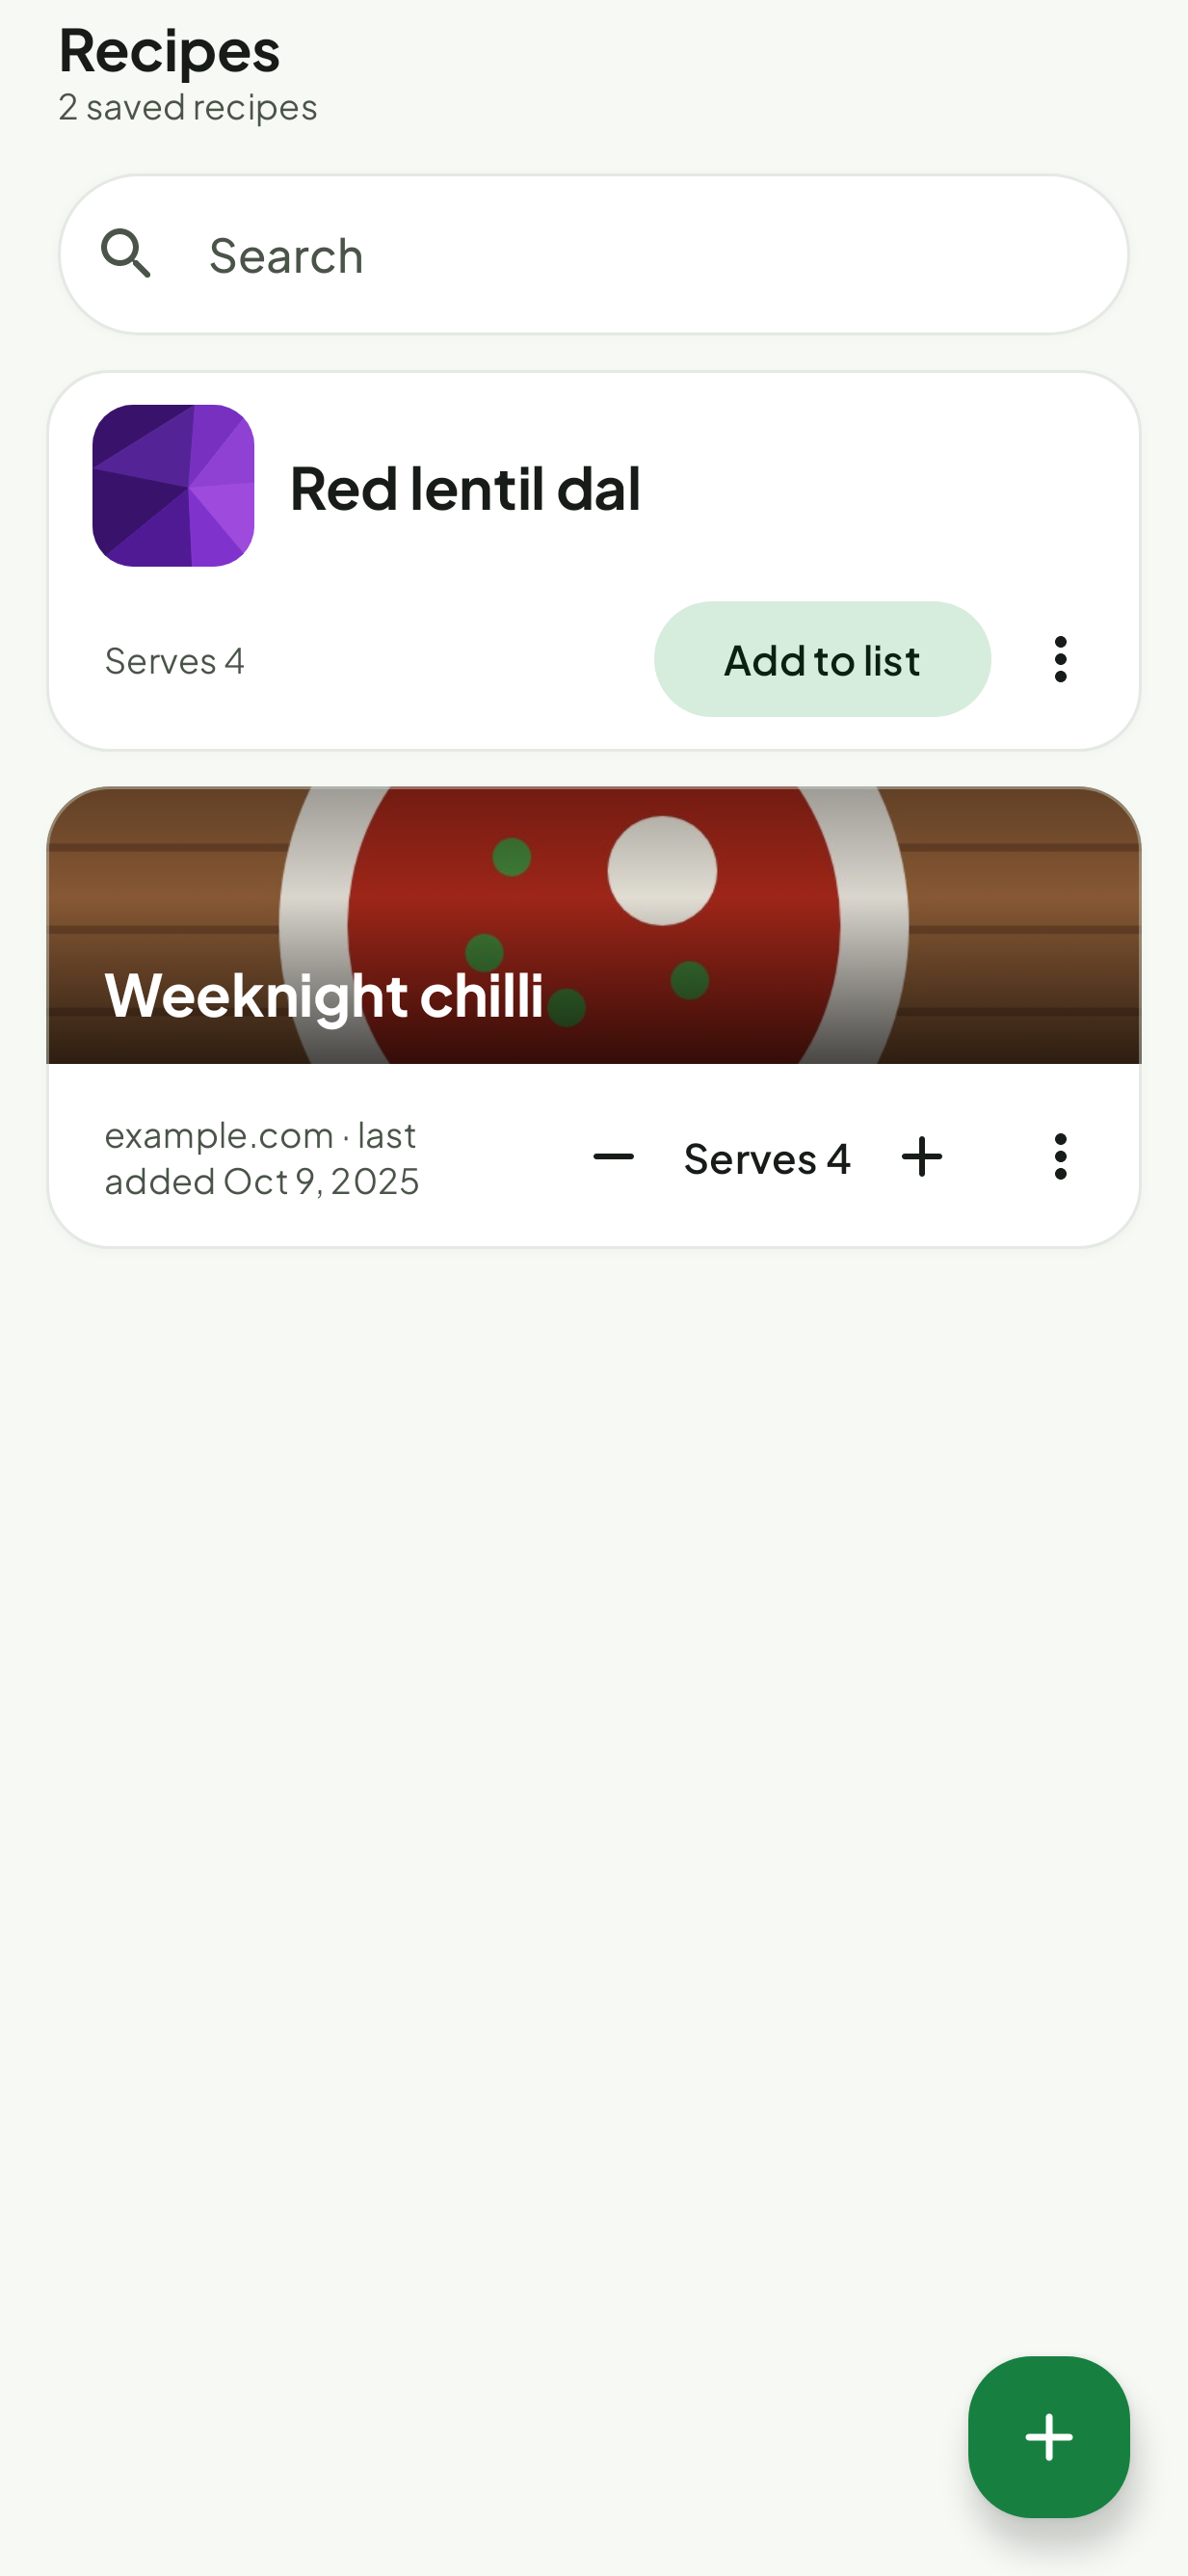 Recipes
2 saved recipes
Search
Red lentil dal
Serves 4
Add to list
Weeknight chilli
example.com · last
added Oct 9, 2025
Serves 4